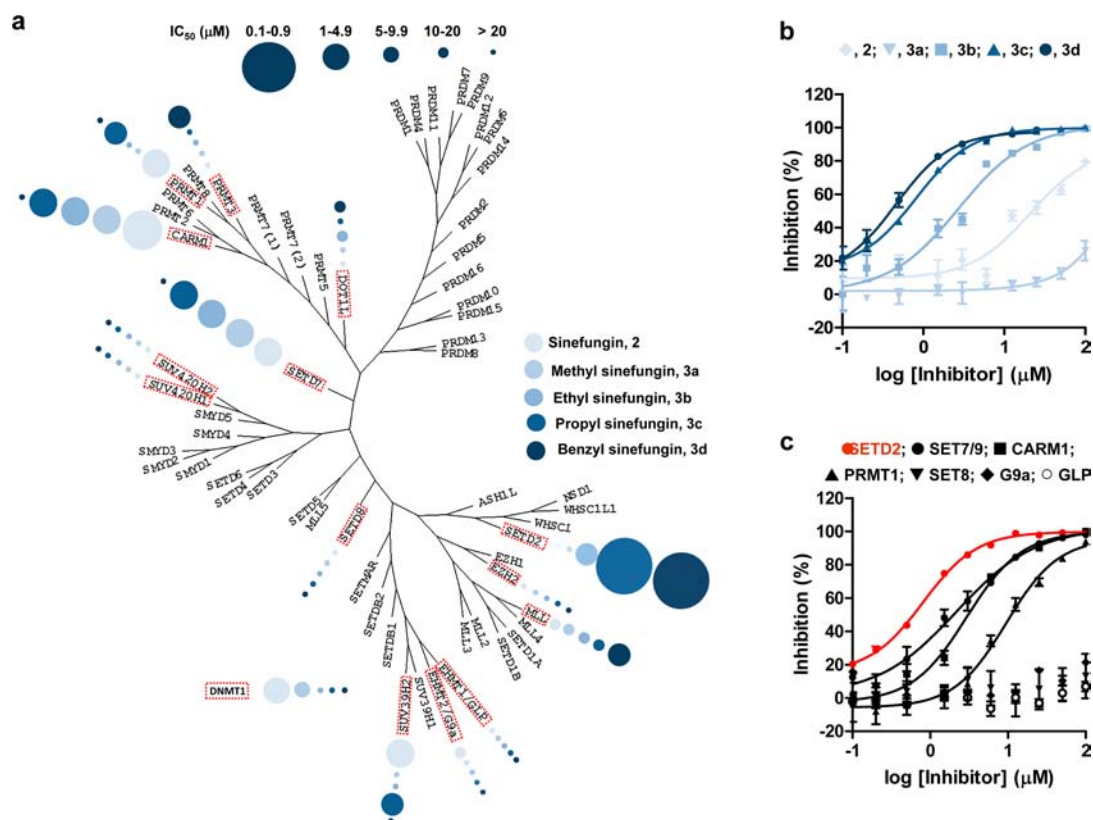 a
IC50 (μM) 0.1-0.9 1-4.9 5-9.9 10-20 > 20
PRDM1
PRDM4
PRDM11
PRDM7
PRDM9
PRDM12
PRDM6
PRDM14
PRDM2
PRDM5
PRDM16
PRDM10
PRDM15
PRDM13
PRDM8
PRMT8
PRMT1
PRMT3
PRMT6
PRMT2
CARM1
PRMT7(1)
PRMT7(2)
PRMT5
DOT1L
SETD7
SUV420H2
SUV420H1
SMYD5
SMYD4
SMYD3
SMYD2
SMYD1
SETD6
SETD4
SETD3
SETD5
MLL5
SETD8
Sinefungin, 2
Methyl sinefungin, 3a
Ethyl sinefungin, 3b
Propyl sinefungin, 3c
Benzyl sinefungin, 3d
ASH1L
NSD1
WHSC1L1
WHSC1
SETD2
EZH1
EZH2
MLL
MLL4
SETD1A
SETD1B
MLL2
MLL3
SETMAR
SETDB2
SETDB1
SUV39H2
SUV39H1
EHMT2/G9a
EHMT1/GLP
DNMT1
b
, 2; , 3a; , 3b; , 3c; , 3d
Inhibition (%)
120
100
80
60
40
20
0
-20
-1 0 1 2
log [Inhibitor] (μM)
c
SETD2; SET7/9; CARM1;
PRMT1; SET8; G9a; GLP
Inhibition (%)
120
100
80
60
40
20
0
-20
-1 0 1 2
log [Inhibitor] (μM)